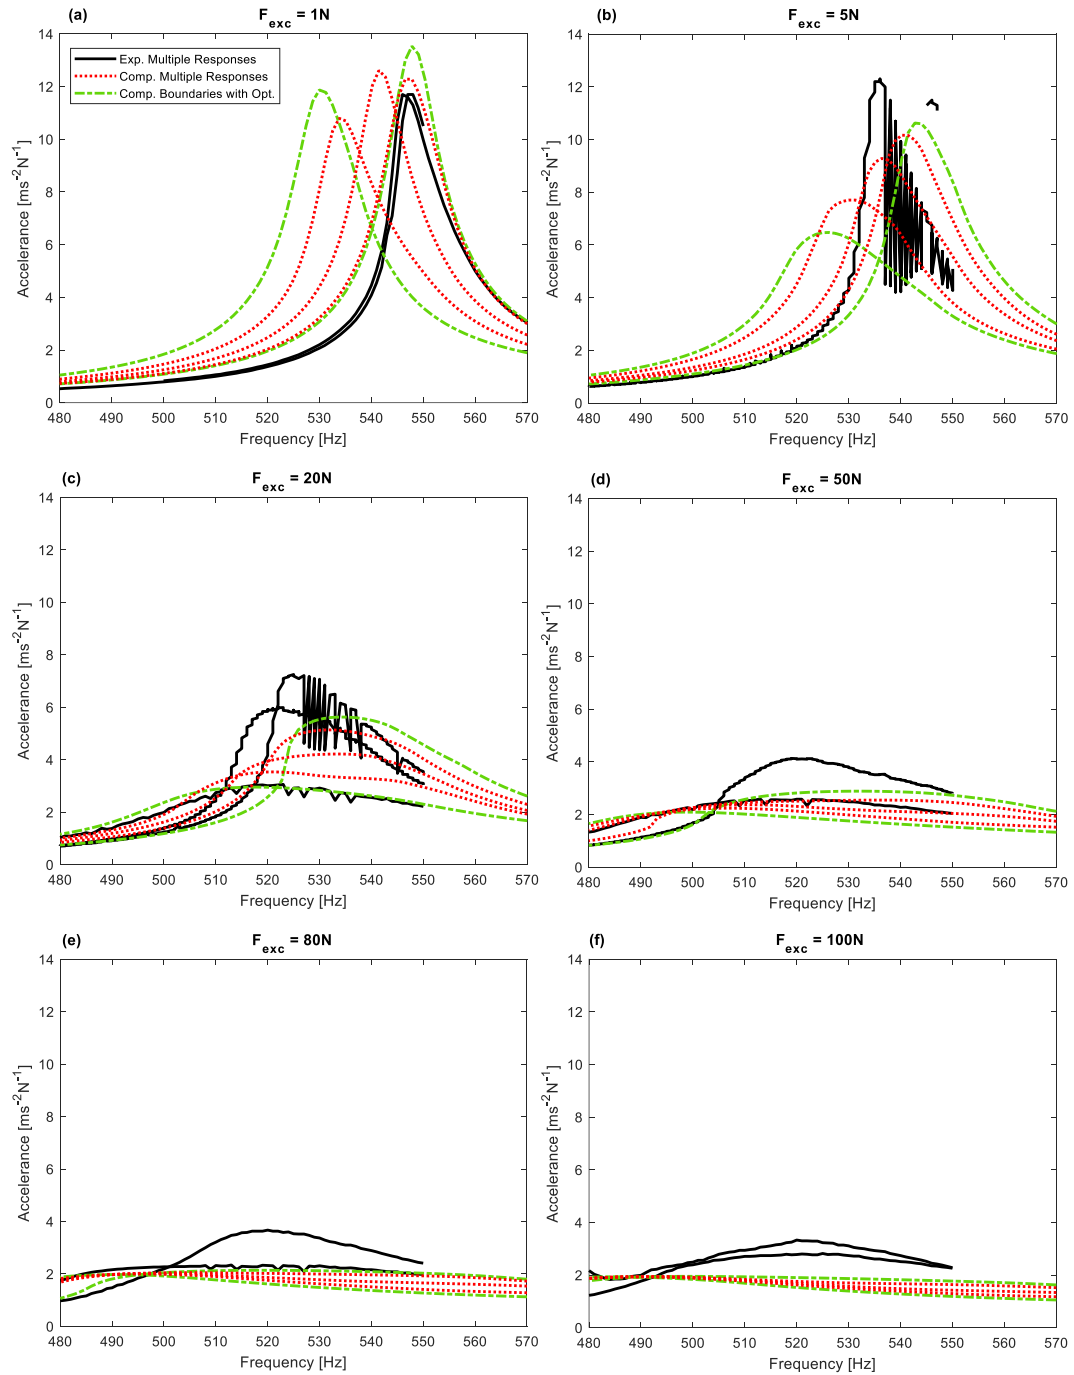 (a) F_exc = 1N
14
12
10
8
6
4
2
0
Accelerance [ms⁻²N⁻¹]
Exp. Multiple Responses
Comp. Multiple Responses
Comp. Boundaries with Opt.
480 490 500 510 520 530 540 550 560 570
Frequency [Hz]
(b) F_exc = 5N
14
12
10
8
6
4
2
0
Accelerance [ms⁻²N⁻¹]
480 490 500 510 520 530 540 550 560 570
Frequency [Hz]
(c) F_exc = 20N
14
12
10
8
6
4
2
0
Accelerance [ms⁻²N⁻¹]
480 490 500 510 520 530 540 550 560 570
Frequency [Hz]
(d) F_exc = 50N
14
12
10
8
6
4
2
0
Accelerance [ms⁻²N⁻¹]
480 490 500 510 520 530 540 550 560 570
Frequency [Hz]
(e) F_exc = 80N
14
12
10
8
6
4
2
0
Accelerance [ms⁻²N⁻¹]
480 490 500 510 520 530 540 550 560 570
Frequency [Hz]
(f) F_exc = 100N
14
12
10
8
6
4
2
0
Accelerance [ms⁻²N⁻¹]
480 490 500 510 520 530 540 550 560 570
Frequency [Hz]